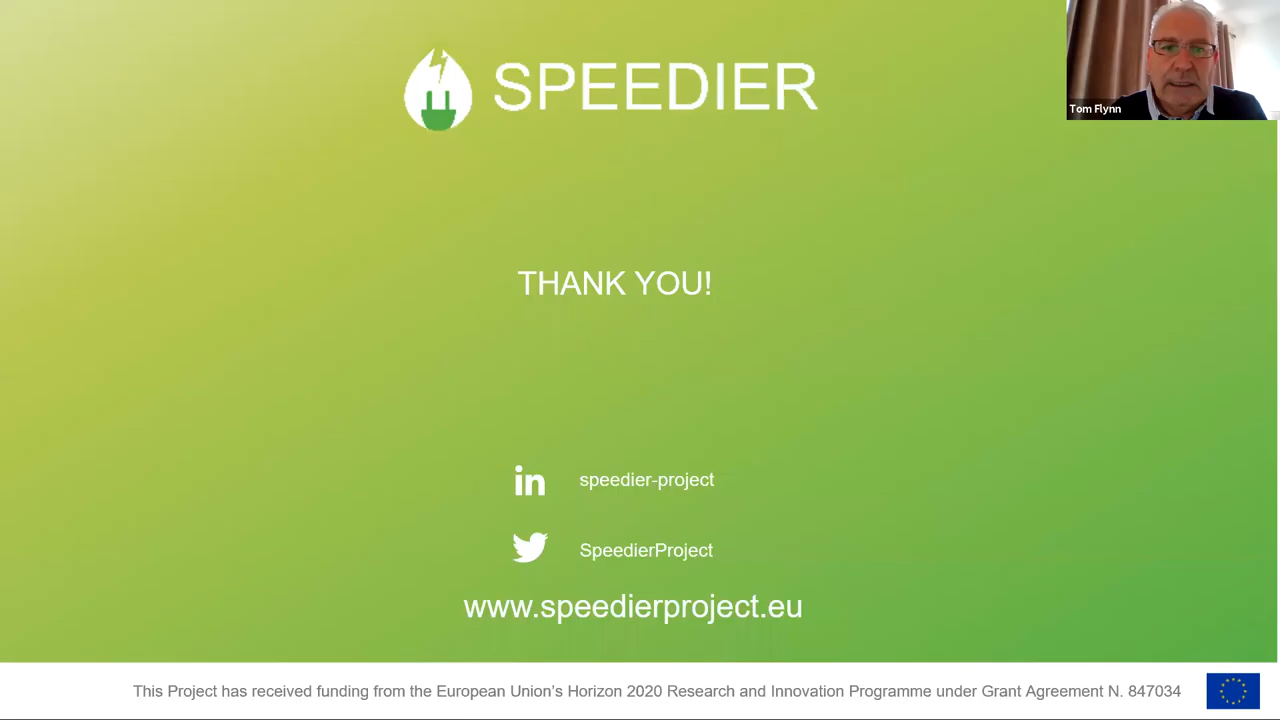 SPEEDIER
Tom Flynn
THANK YOU!
in speedier-project
SpeedierProject
www.speedierproject.eu
This Project has received funding from the European Union's Horizon 2020 Research and Innovation Programme under Grant Agreement N. 847034